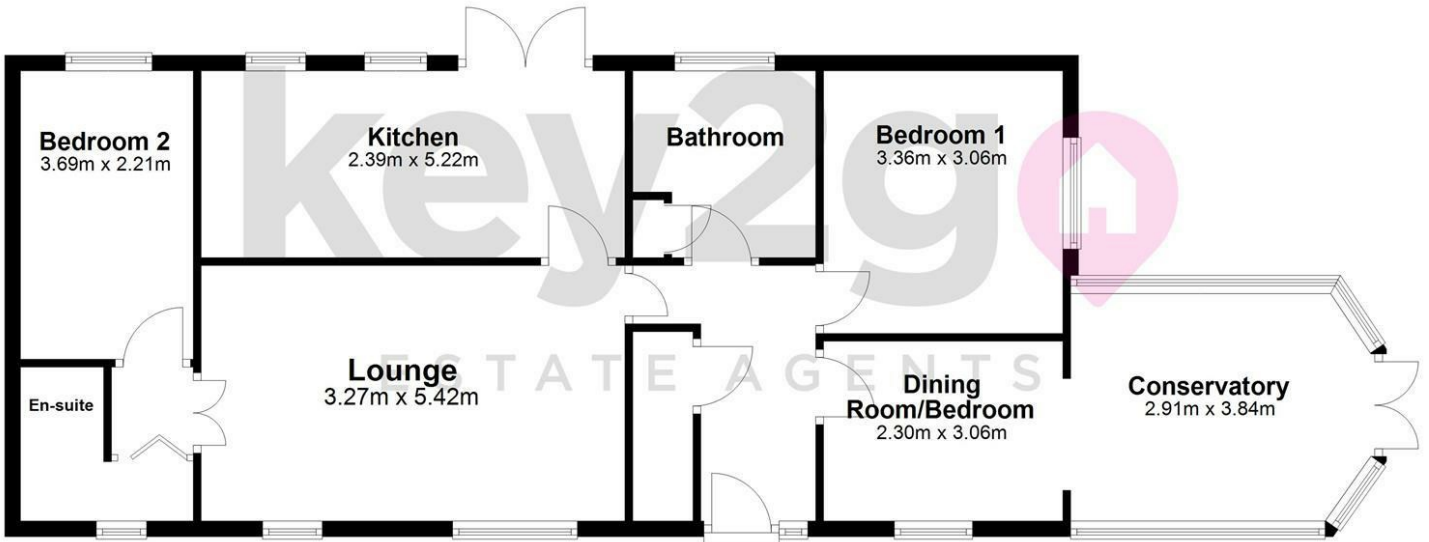 key2g
ESTATE AGENTS
Bedroom 2
3.69m x 2.21m
Kitchen
2.39m x 5.22m
Bathroom
Bedroom 1
3.36m x 3.06m
En-suite
Lounge
3.27m x 5.42m
Dining
Room/Bedroom
2.30m x 3.06m
Conservatory
2.91m x 3.84m